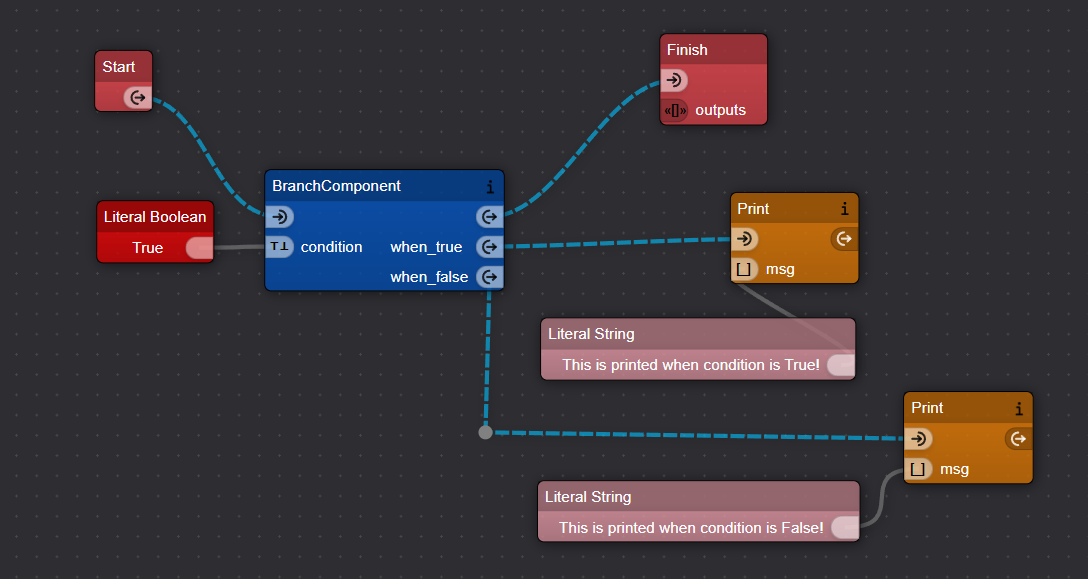 Start
Finish
outputs
BranchComponent
condition
when_true
when_false
Literal Boolean
True
Print
msg
Literal String
This is printed when condition is True!
Print
msg
Literal String
This is printed when condition is False!